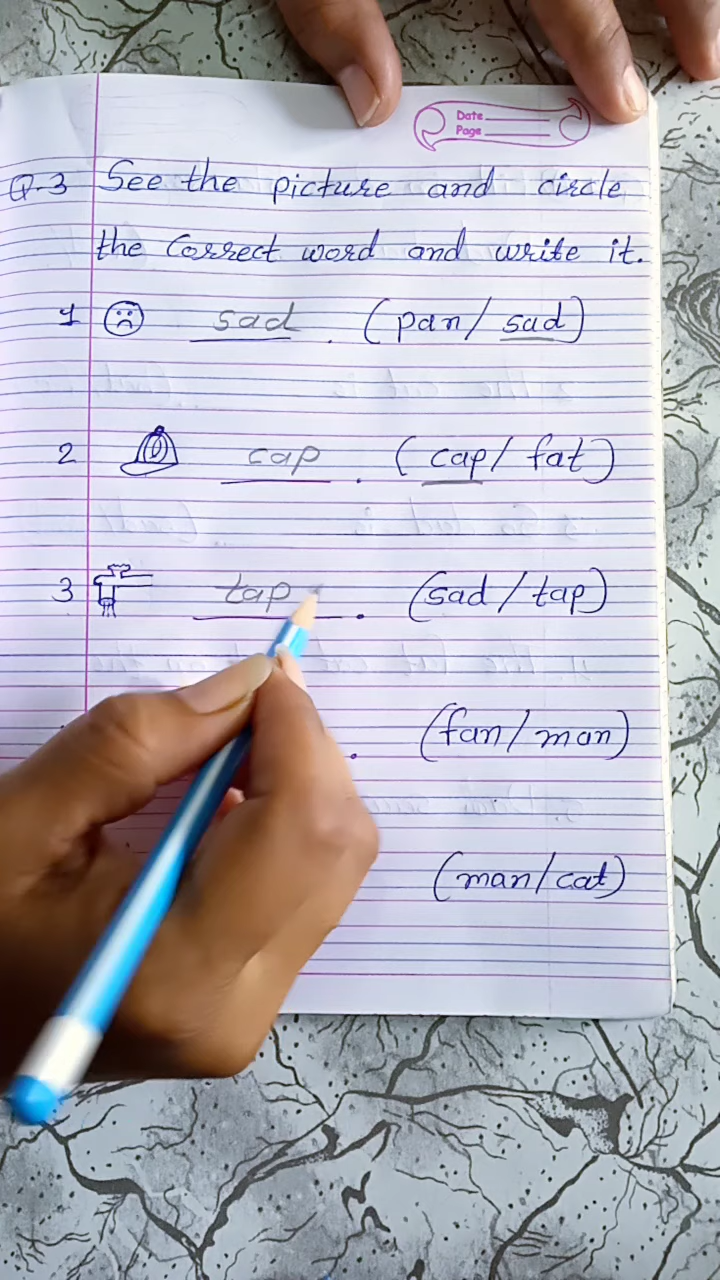 Date
Page
Q.3 See the picture and circle
the correct word and write it.
1 sad . (pan/ sad)
2 cap . (cap/ fat)
3 tap . (sad / tap)
. (fan/man)
(man/cat)